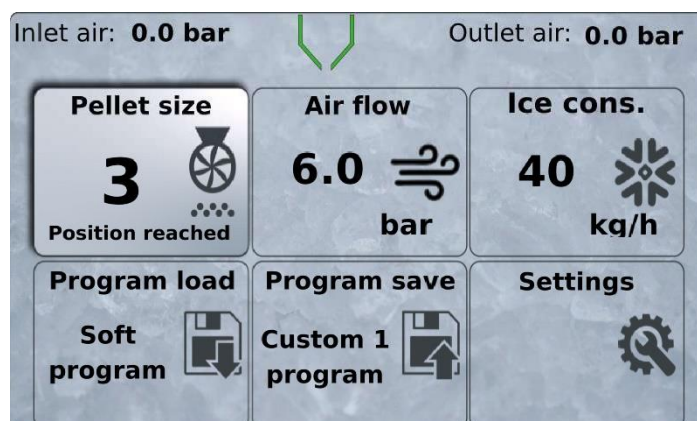 Inlet air: 0.0 bar
Outlet air: 0.0 bar
Pellet size
3
Position reached
Air flow
6.0
bar
Ice cons.
40
kg/h
Program load
Soft
program
Program save
Custom 1
program
Settings